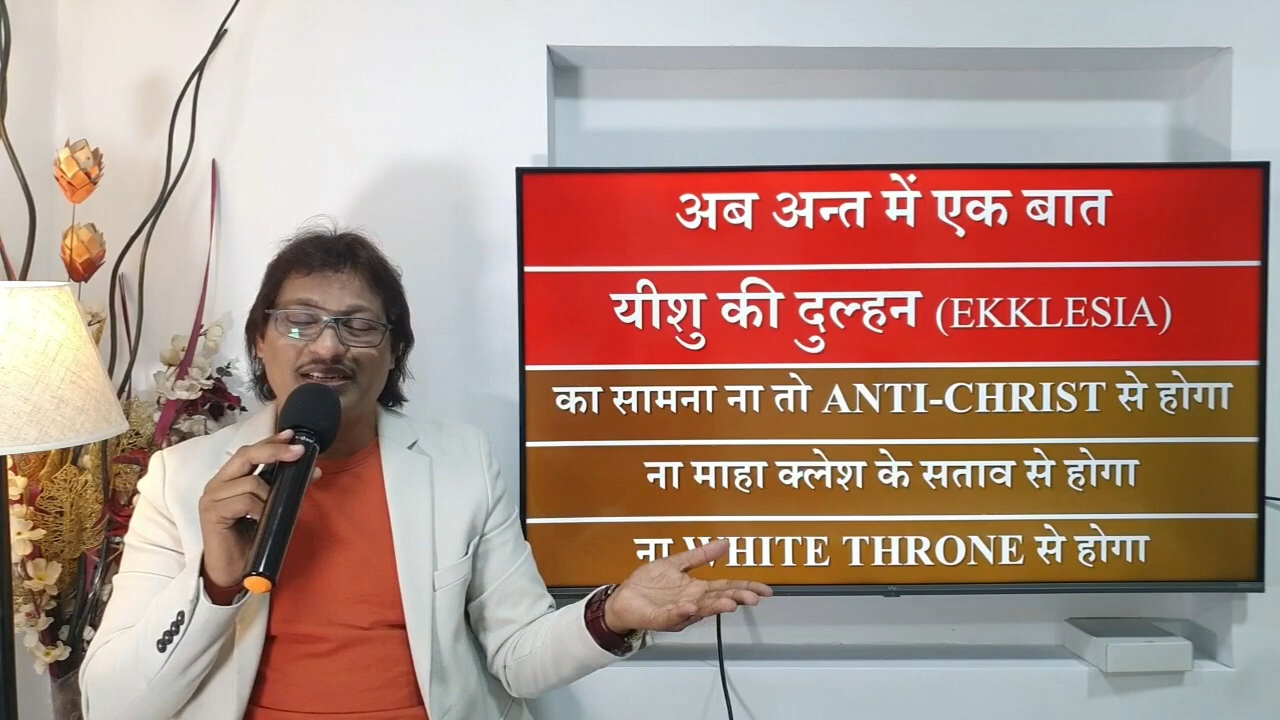 अब अन्त में एक बात
यीशु की दुल्हन (EKKLESIA)
का सामना ना तो ANTI-CHRIST से होगा
ना माहा क्लेश के सताव से होगा
ना WHITE THRONE से होगा